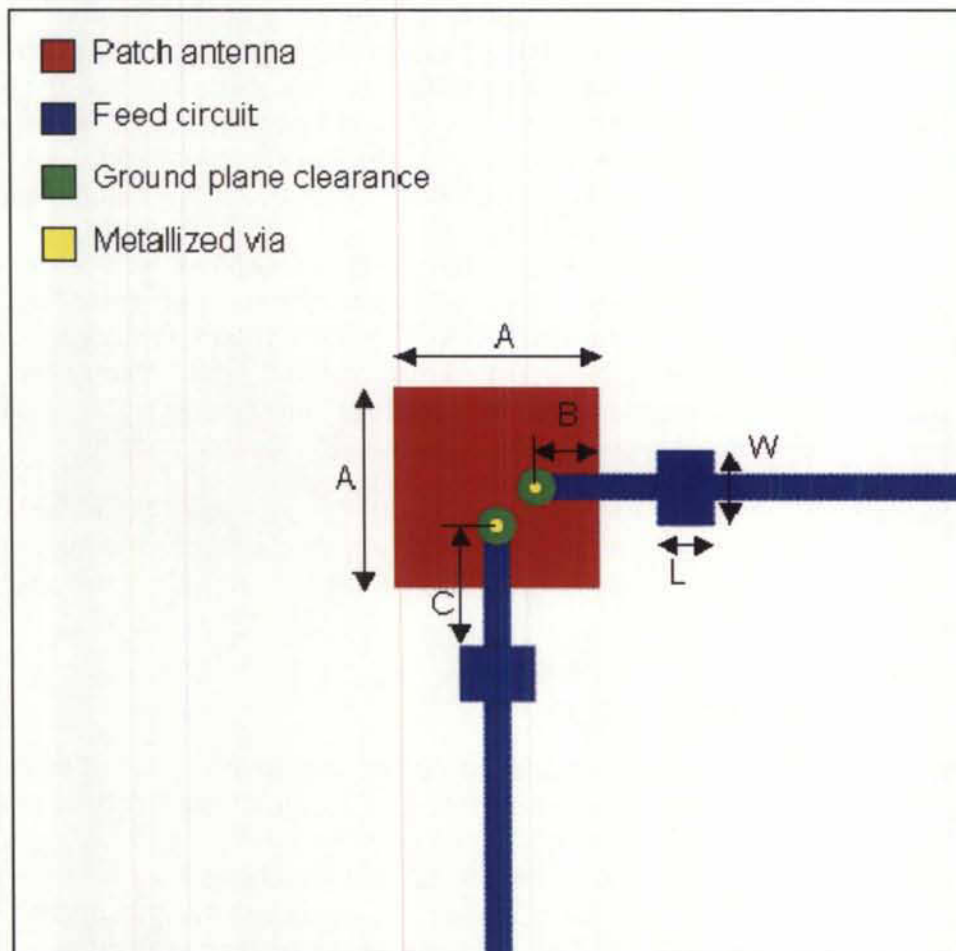 Patch antenna
Feed circuit
Ground plane clearance
Metallized via
A
B
A
W
L
C